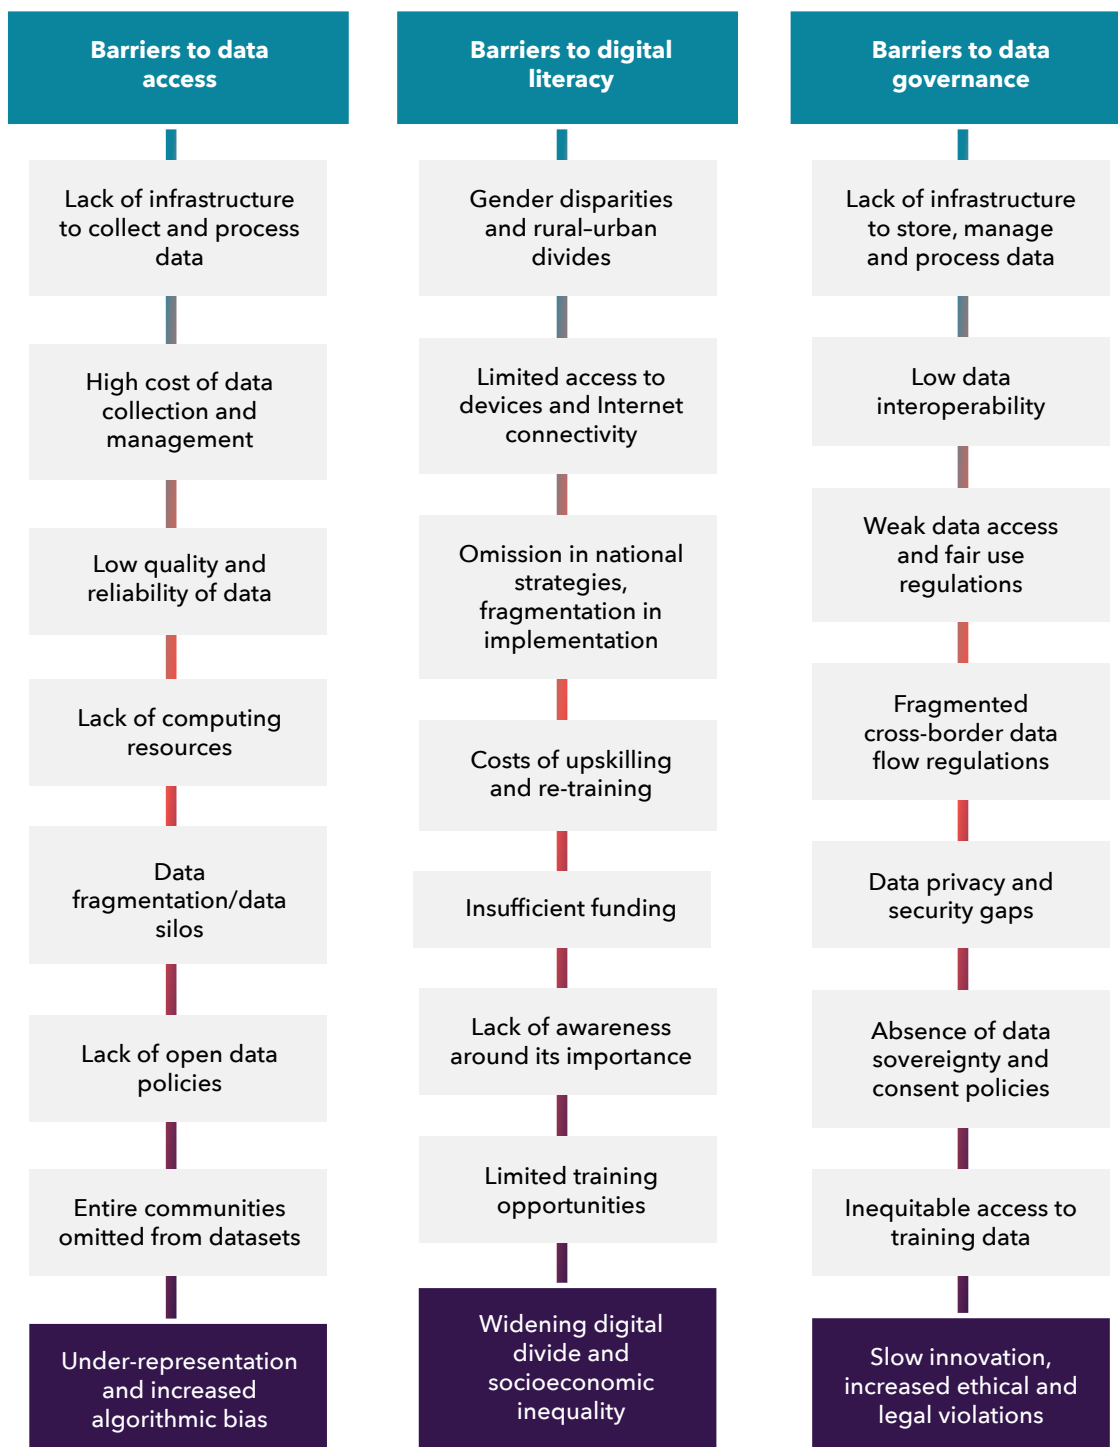 Barriers to data
access
Lack of infrastructure
to collect and process
data
High cost of data
collection and
management
Low quality and
reliability of data
Lack of computing
resources
Data
fragmentation/data
silos
Lack of open data
policies
Entire communities
omitted from datasets
Under-representation
and increased
algorithmic bias
Barriers to digital
literacy
Gender disparities
and rural–urban
divides
Limited access to
devices and Internet
connectivity
Omission in national
strategies,
fragmentation in
implementation
Costs of upskilling
and re-training
Insufficient funding
Lack of awareness
around its importance
Limited training
opportunities
Widening digital
divide and
socioeconomic
inequality
Barriers to data
governance
Lack of infrastructure
to store, manage
and process data
Low data
interoperability
Weak data access
and fair use
regulations
Fragmented
cross-border data
flow regulations
Data privacy and
security gaps
Absence of data
sovereignty and
consent policies
Inequitable access to
training data
Slow innovation,
increased ethical and
legal violations